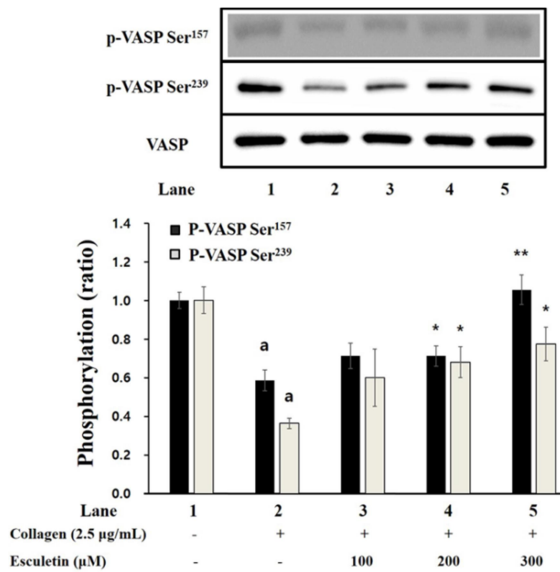 p-VASP Ser¹⁵⁷
p-VASP Ser²³⁹
VASP
Lane 1 2 3 4 5
Phosphorylation (ratio)
1.4
1.2
1.0
0.8
0.6
0.4
0.2
0.0
P-VASP Ser¹⁵⁷
P-VASP Ser²³⁹
a
a
* *
**
*
Lane 1 2 3 4 5
Collagen (2.5 µg/mL) - + + + +
Esculetin (µM) - - 100 200 300